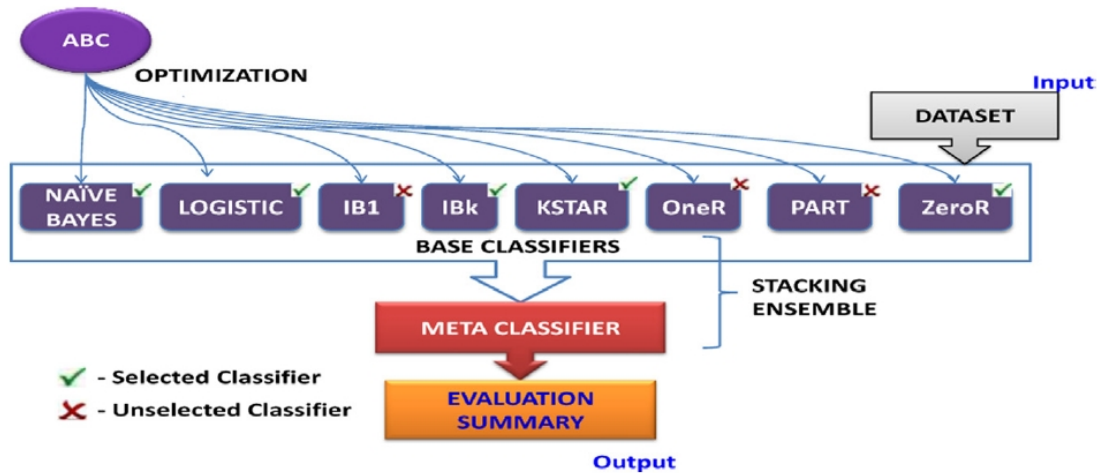 ABC
OPTIMIZATION
Input:
DATASET
NAÏVE
BAYES
LOGISTIC
IB1
IBk
KSTAR
OneR
PART
ZeroR
BASE CLASSIFIERS
STACKING
ENSEMBLE
META CLASSIFIER
- Selected Classifier
- Unselected Classifier
EVALUATION
SUMMARY
Output